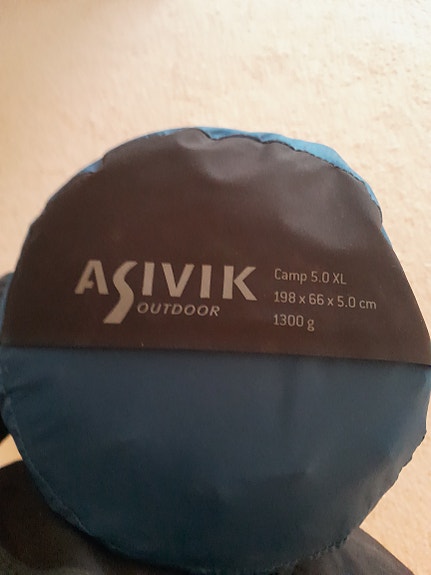 ASIVIK
OUTDOOR
Camp 5.0 XL
198 x 66 x 5.0 cm
1300 g